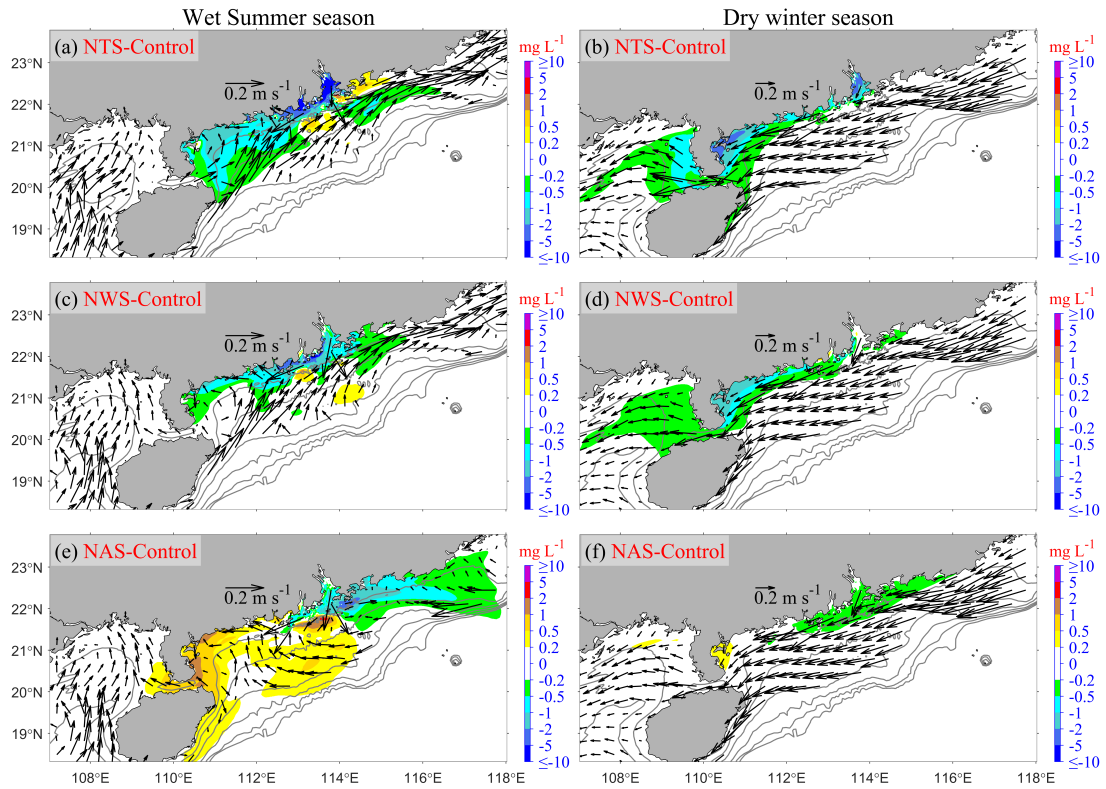 Wet Summer season
Dry winter season
(a) NTS-Control
0.2 m s-1
23°N
22°N
21°N
20°N
19°N
mg L-1
≥10
5
2
1
0.5
0.2
0
-0.2
-0.5
-1
-2
-5
≤-10
(b) NTS-Control
0.2 m s-1
mg L-1
≥10
5
2
1
0.5
0.2
0
-0.2
-0.5
-1
-2
-5
≤-10
(c) NWS-Control
0.2 m s-1
23°N
22°N
21°N
20°N
19°N
mg L-1
≥10
5
2
1
0.5
0.2
0
-0.2
-0.5
-1
-2
-5
≤-10
(d) NWS-Control
0.2 m s-1
mg L-1
≥10
5
2
1
0.5
0.2
0
-0.2
-0.5
-1
-2
-5
≤-10
(e) NAS-Control
0.2 m s-1
23°N
22°N
21°N
20°N
19°N
108°E
110°E
112°E
114°E
116°E
118°E
mg L-1
≥10
5
2
1
0.5
0.2
0
-0.2
-0.5
-1
-2
-5
≤-10
(f) NAS-Control
0.2 m s-1
108°E
110°E
112°E
114°E
116°E
118°E
mg L-1
≥10
5
2
1
0.5
0.2
0
-0.2
-0.5
-1
-2
-5
≤-10